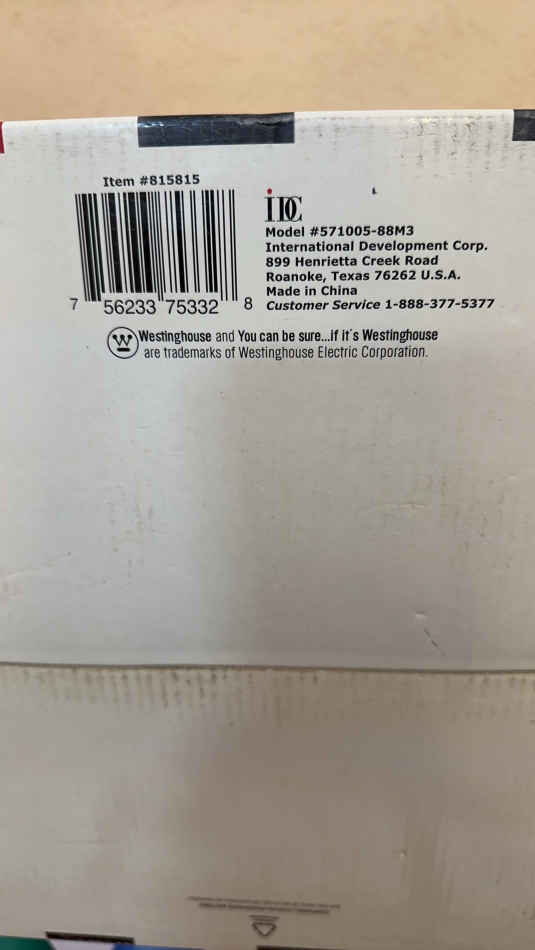 Item #815815
7 56233 75332 8
IDC
Model #571005-88M3
International Development Corp.
899 Henrietta Creek Road
Roanoke, Texas 76262 U.S.A.
Made in China
Customer Service 1-888-377-5377
W Westinghouse and You can be sure...if it's Westinghouse
are trademarks of Westinghouse Electric Corporation.